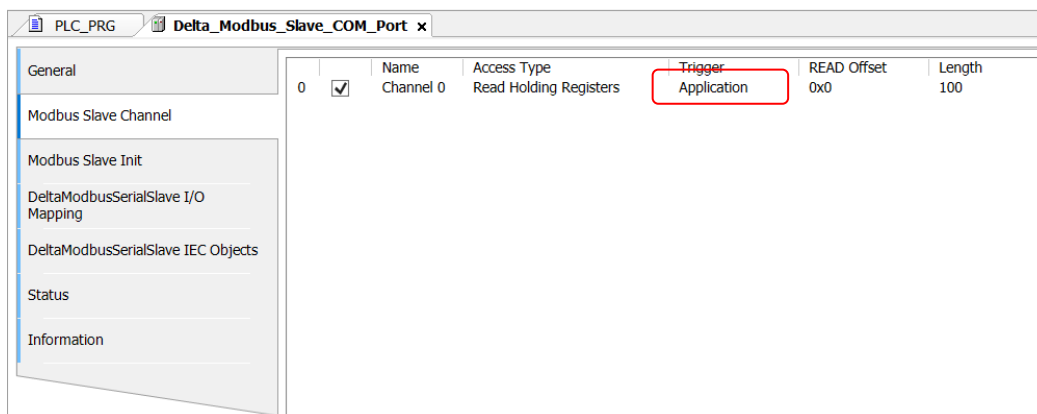 PLC_PRG Delta_Modbus_Slave_COM_Port x
General
Modbus Slave Channel
Modbus Slave Init
DeltaModbusSerialSlave I/O
Mapping
DeltaModbusSerialSlave IEC Objects
Status
Information
Name Access Type Trigger READ Offset Length
0 Channel 0 Read Holding Registers Application 0x0 100